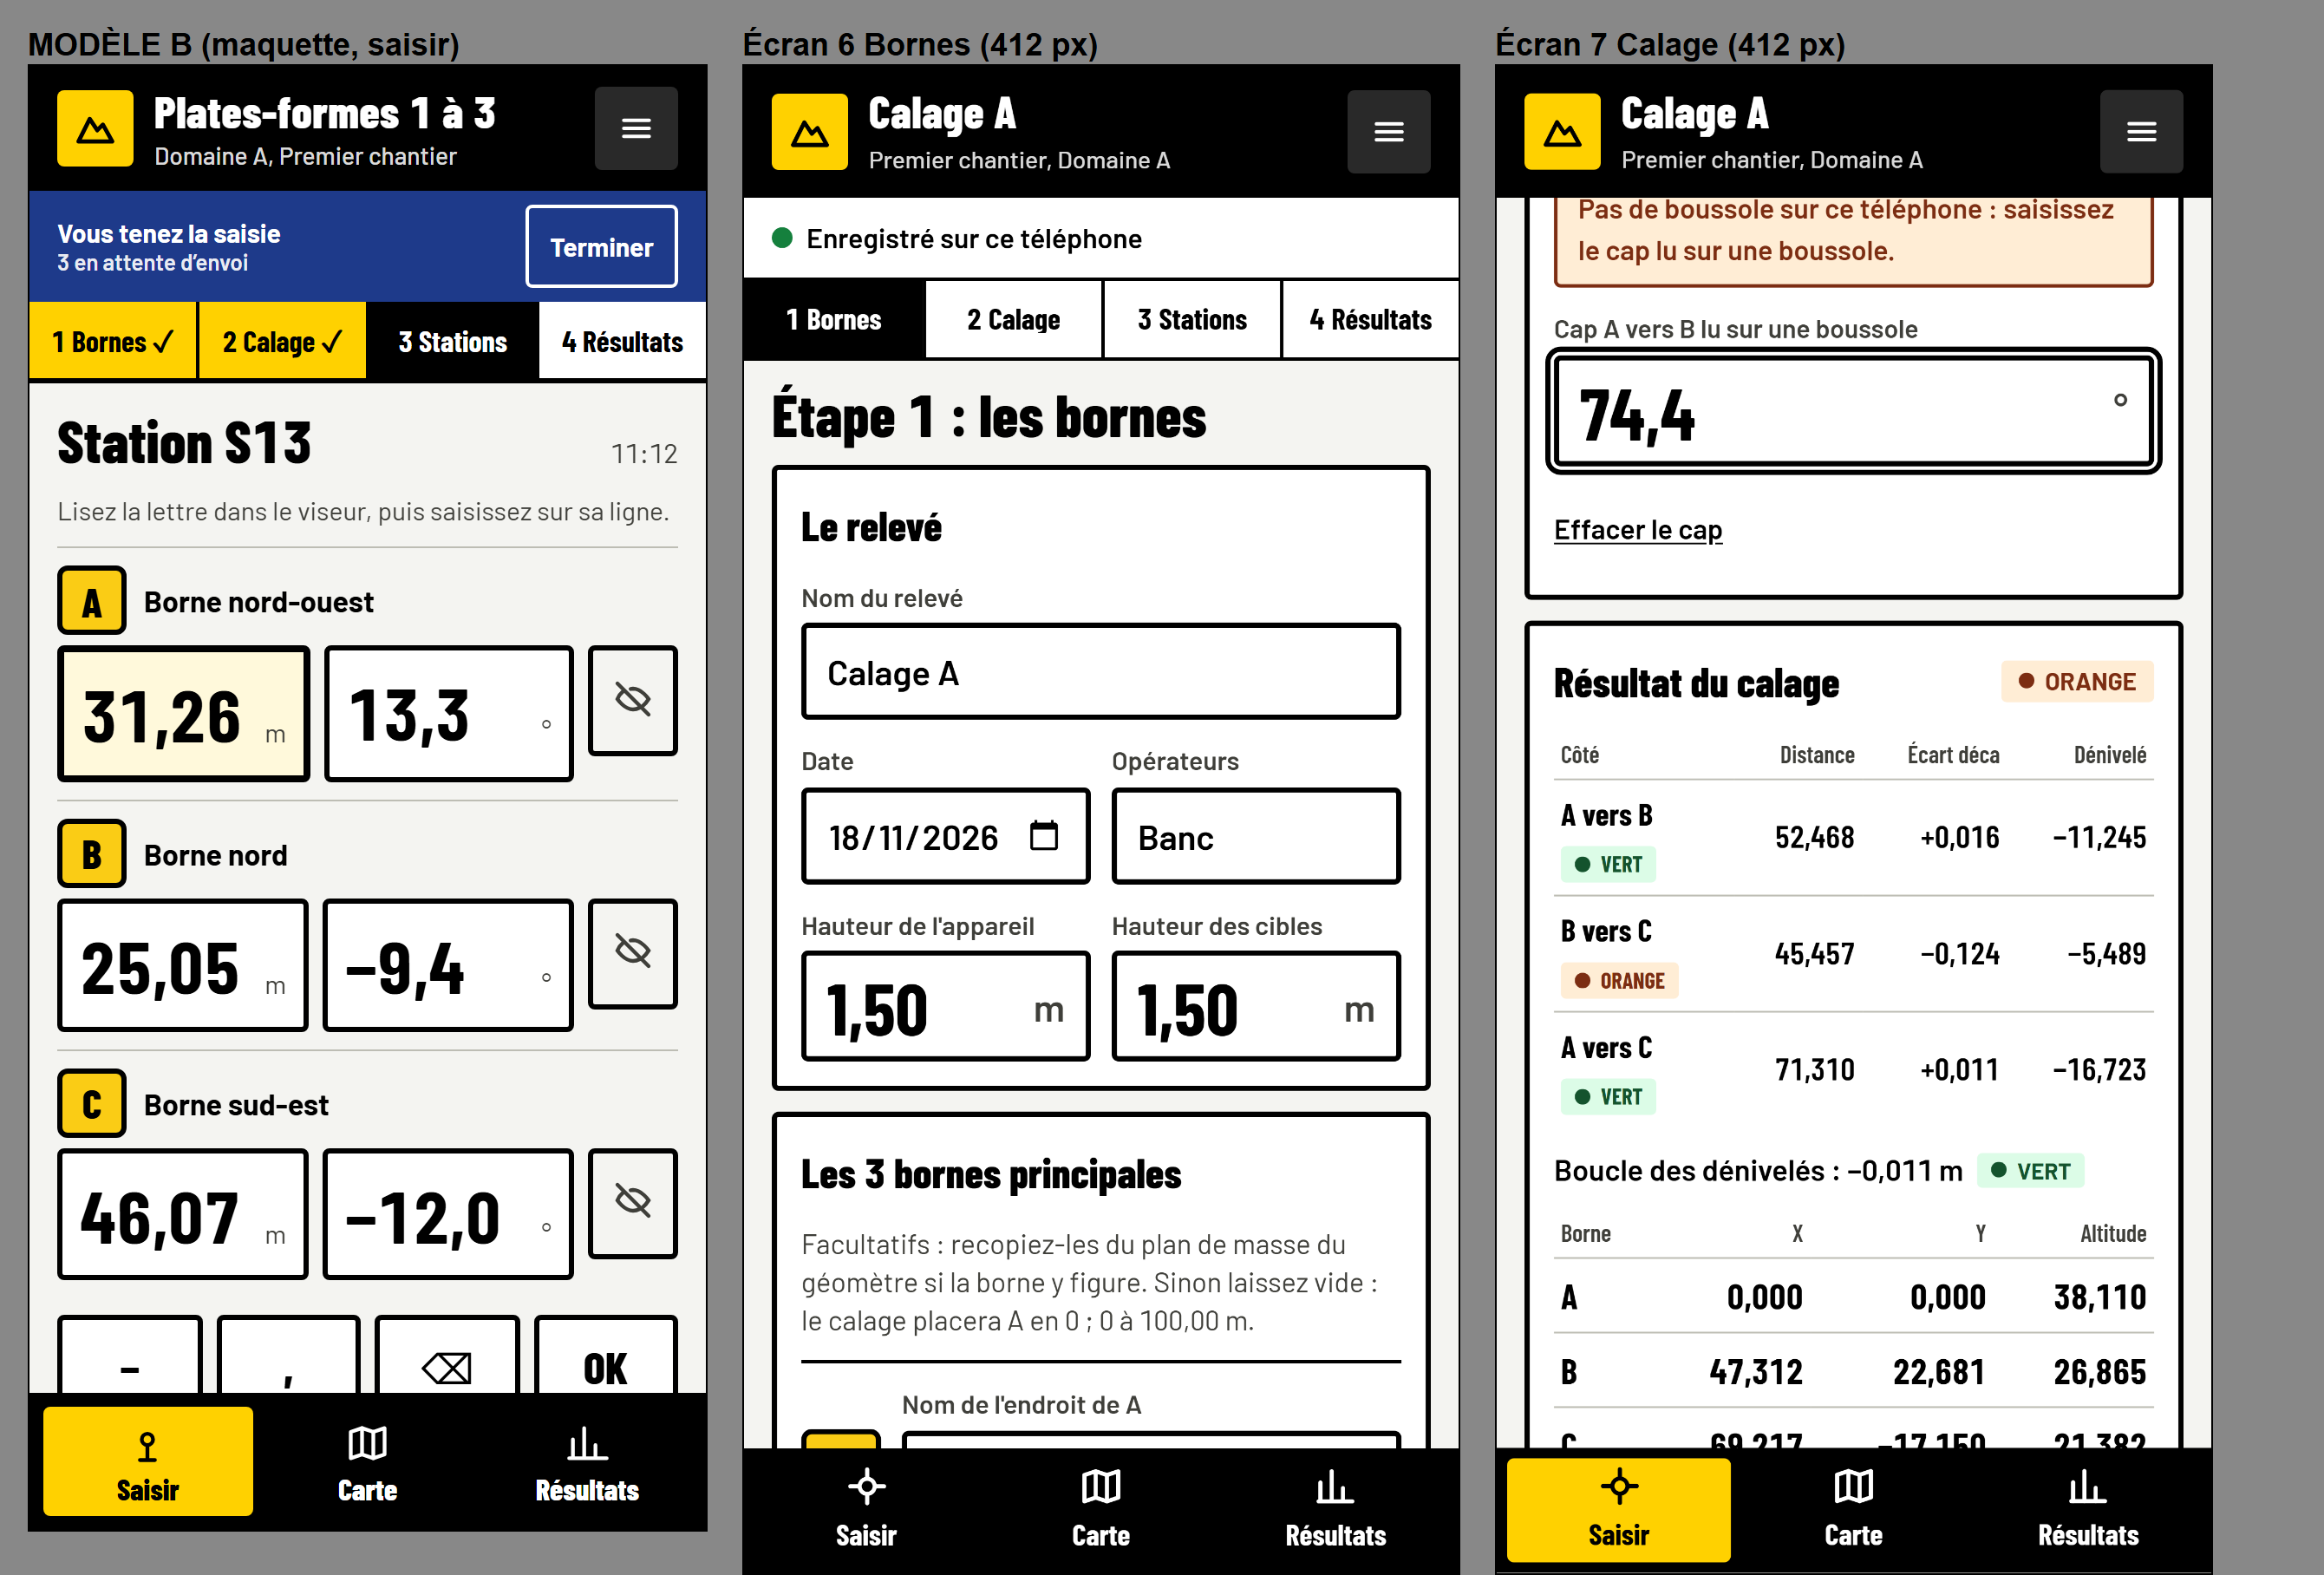 MODÈLE B (maquette, saisir)
Plates-formes 1 à 3
Domaine A, Premier chantier
Vous tenez la saisie
3 en attente d’envoi
Terminer
1 Bornes ✓
2 Calage ✓
3 Stations
4 Résultats
Station S13
11:12
Lisez la lettre dans le viseur, puis saisissez sur sa ligne.
A
Borne nord-ouest
31,26 m
13,3 °
B
Borne nord
25,05 m
−9,4 °
C
Borne sud-est
46,07 m
−12,0 °
− , ⌫ OK
Saisir
Carte
Résultats
Écran 6 Bornes (412 px)
Calage A
Premier chantier, Domaine A
Enregistré sur ce téléphone
1 Bornes
2 Calage
3 Stations
4 Résultats
Étape 1 : les bornes
Le relevé
Nom du relevé
Calage A
Date
Opérateurs
18/11/2026
Banc
Hauteur de l'appareil
Hauteur des cibles
1,50 m
1,50 m
Les 3 bornes principales
Facultatifs : recopiez-les du plan de masse du
géomètre si la borne y figure. Sinon laissez vide :
le calage placera A en 0 ; 0 à 100,00 m.
Nom de l'endroit de A
Saisir
Carte
Résultats
Écran 7 Calage (412 px)
Calage A
Premier chantier, Domaine A
Pas de boussole sur ce téléphone : saisissez
le cap lu sur une boussole.
Cap A vers B lu sur une boussole
74,4 °
Effacer le cap
Résultat du calage
ORANGE
Côté Distance Écart déca Dénivelé
A vers B 52,468 +0,016 −11,245
VERT
B vers C 45,457 −0,124 −5,489
ORANGE
A vers C 71,310 +0,011 −16,723
VERT
Boucle des dénivelés : −0,011 m VERT
Borne X Y Altitude
A 0,000 0,000 38,110
B 47,312 22,681 26,865
C 69,217 −17,150 21,382
Saisir
Carte
Résultats